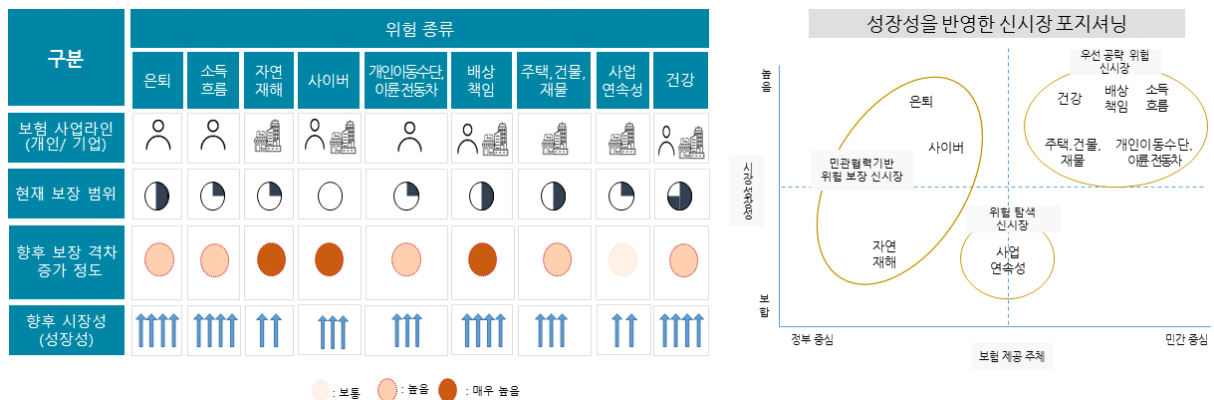 구분
위험 종류
은퇴
소득
흐름
자연
재해
사이버
개인이동수단,
이륜전동차
배상
책임
주택,건물,
재물
사업
연속성
건강
보험 사업라인
(개인/ 기업)
현재 보장 범위
향후 보장 격차
증가 정도
향후 시장성
(성장성)
: 보통
: 높음
: 매우 높음
성장성을 반영한 신시장 포지셔닝
우선 공략 위험
신시장
높음
은퇴
건강
배상
책임
소득
흐름
사이버
주택,건물,
재물
개인이동수단,
이륜전동차
민관협력기반
위험 보장 신시장
시장성장성
위험 탐색
신시장
자연
재해
사업
연속성
보합
정부 중심
민간 중심
보험 제공 주체